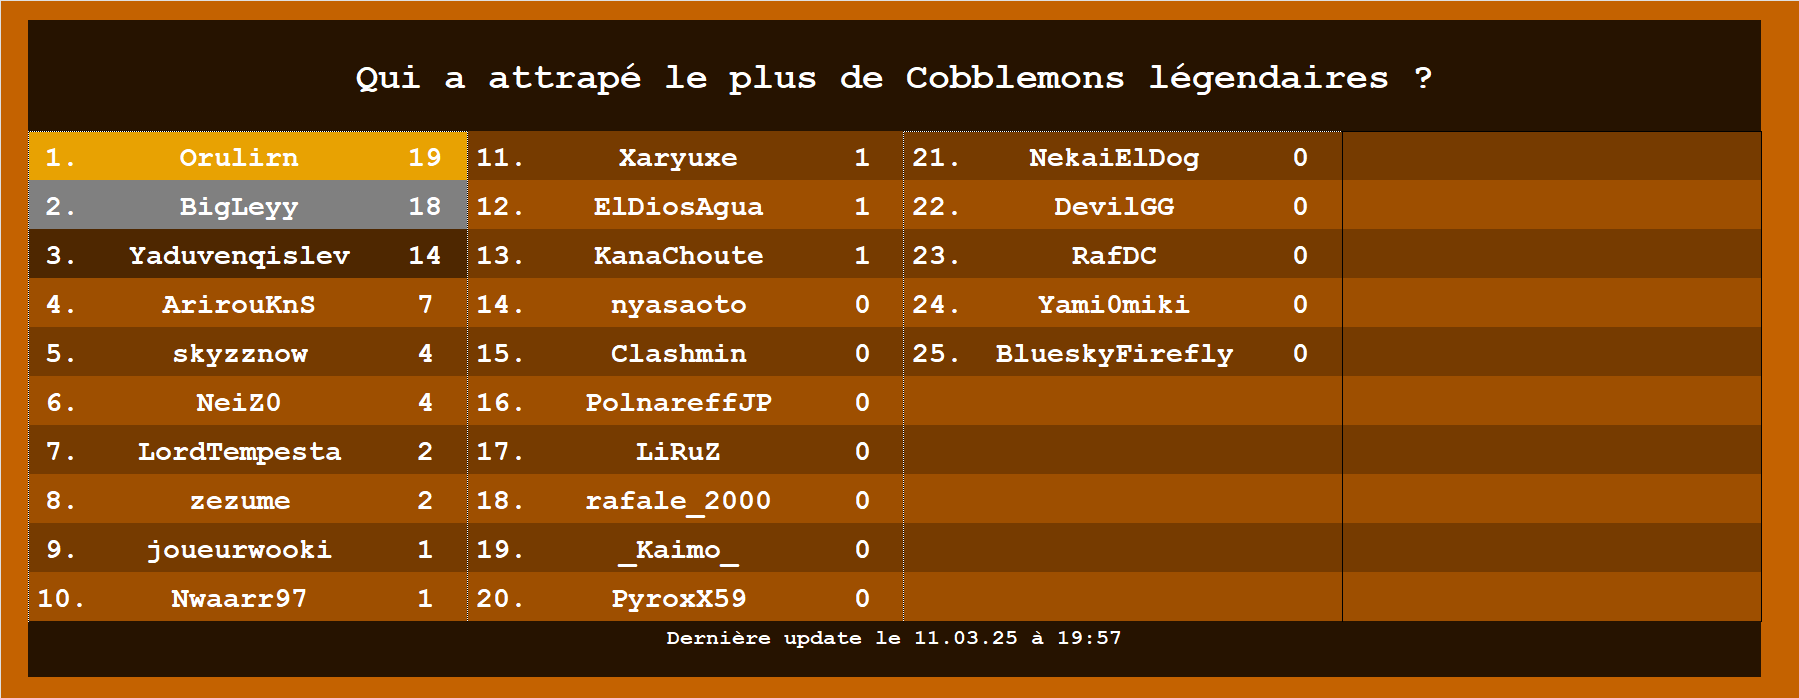 Qui a attrapé le plus de Cobblemons légendaires ?
1. Orulirn 19
2. BigLeyy 18
3. Yaduvenqislev 14
4. ArirouKnS 7
5. skyzznow 4
6. NeiZ0 4
7. LordTempesta 2
8. zezume 2
9. joueurwooki 1
10. Nwaarr97 1
11. Xaryuxe 1
12. ElDiosAgua 1
13. KanaChoute 1
14. nyasaoto 0
15. Clashmin 0
16. PolnareffJP 0
17. LiRuZ 0
18. rafale_2000 0
19. _Kaimo_ 0
20. PyroxX59 0
21. NekaiElDog 0
22. DevilGG 0
23. RafDC 0
24. Yami0miki 0
25. BlueskyFirefly 0
Dernière update le 11.03.25 à 19:57